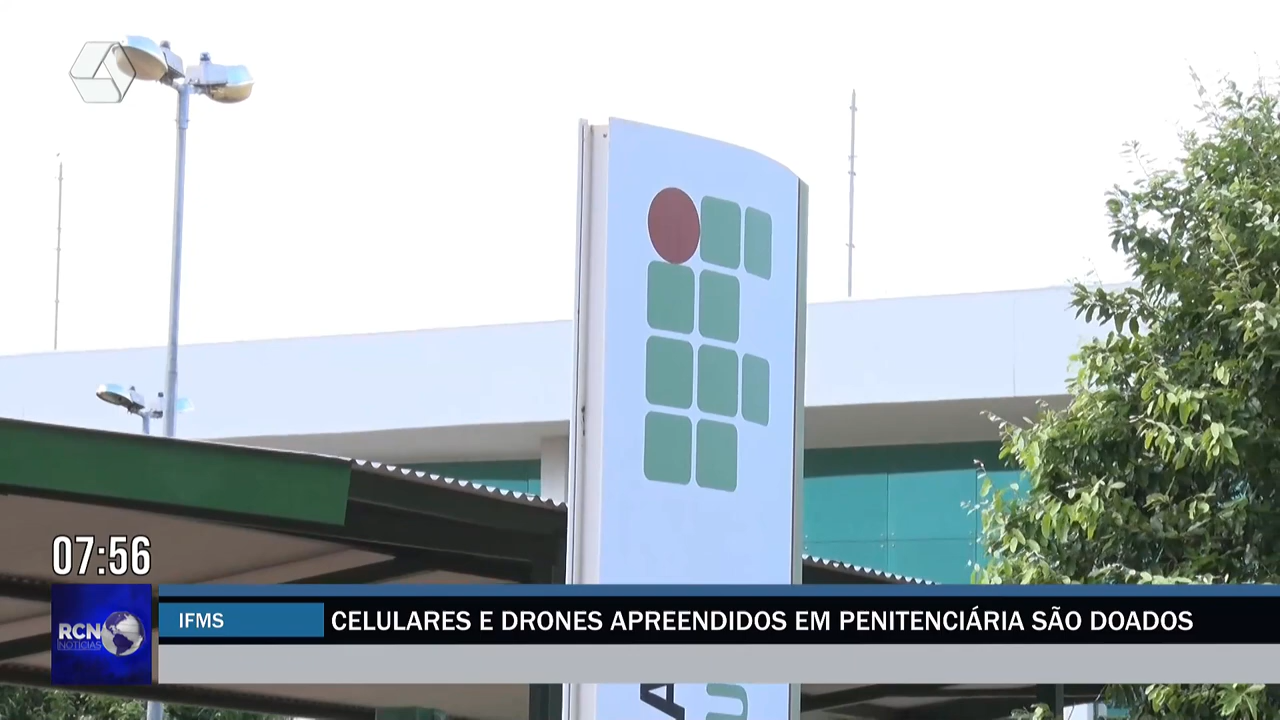 07:56
RCN
NOTÍCIAS
IFMS
CELULARES E DRONES APREENDIDOS EM PENITENCIÁRIA SÃO DOADOS
A
U